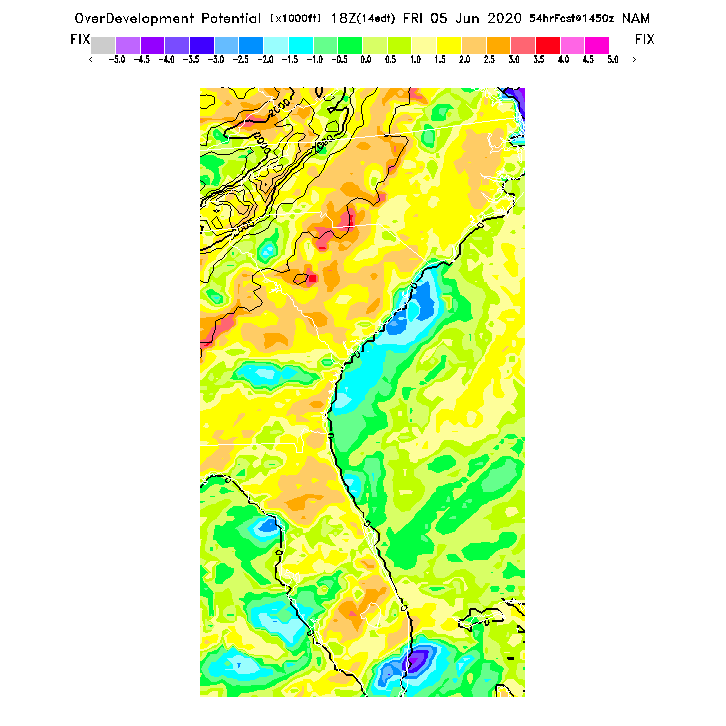 OverDevelopment Potential [x1000ft] 18Z(14edt) FRI 05 Jun 2020 54hrFcst@1450z NAM
FIX FIX
< -5.0 -4.5 -4.0 -3.5 -3.0 -2.5 -2.0 -1.5 -1.0 -0.5 0.0 0.5 1.0 1.5 2.0 2.5 3.0 3.5 4.0 4.5 5.0 >
2000
2000